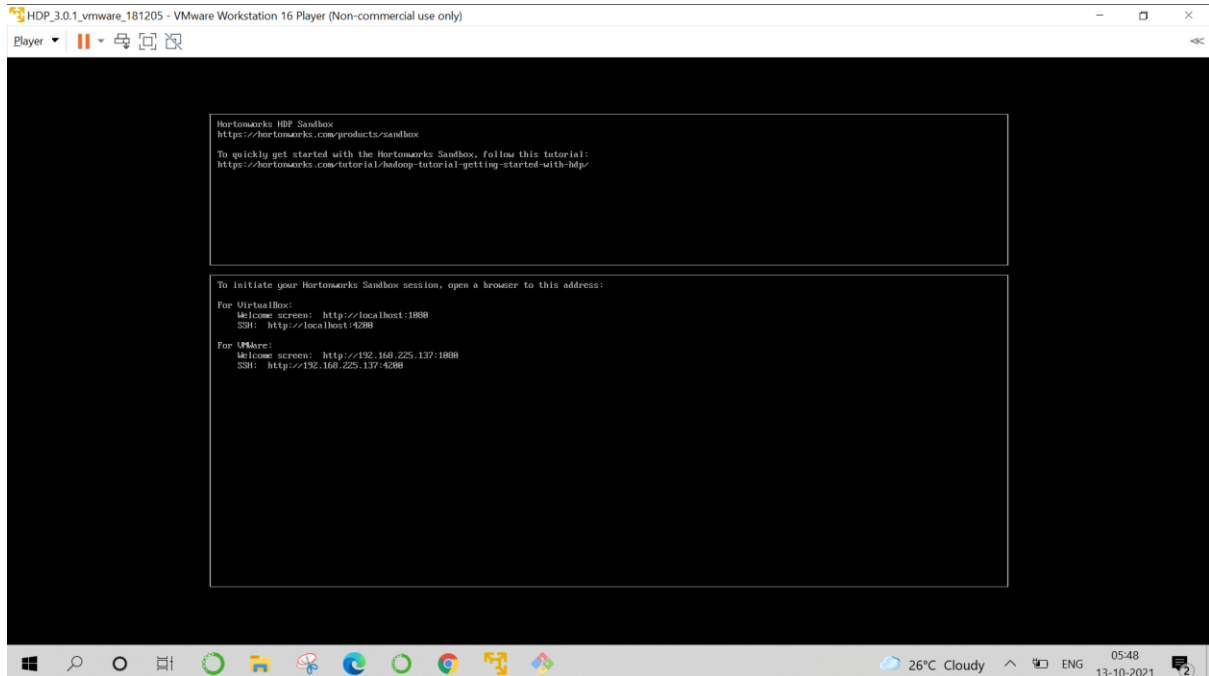 HDP_3.0.1_vmware_181205 - VMware Workstation 16 Player (Non-commercial use only)
Player
Hortonworks HDP Sandbox
https://hortonworks.com/products/sandbox
To quickly get started with the Hortonworks Sandbox, follow this tutorial:
https://hortonworks.com/tutorial/hadoop-tutorial-getting-started-with-hdp/
To initiate your Hortonworks Sandbox session, open a browser to this address:
For VirtualBox:
Welcome screen: http://localhost:1080
SSH: http://localhost:4200
For VMWare:
Welcome screen: http://192.168.225.137:1080
SSH: http://192.168.225.137:4200
26°C Cloudy
ENG
05:48
13-10-2021
2